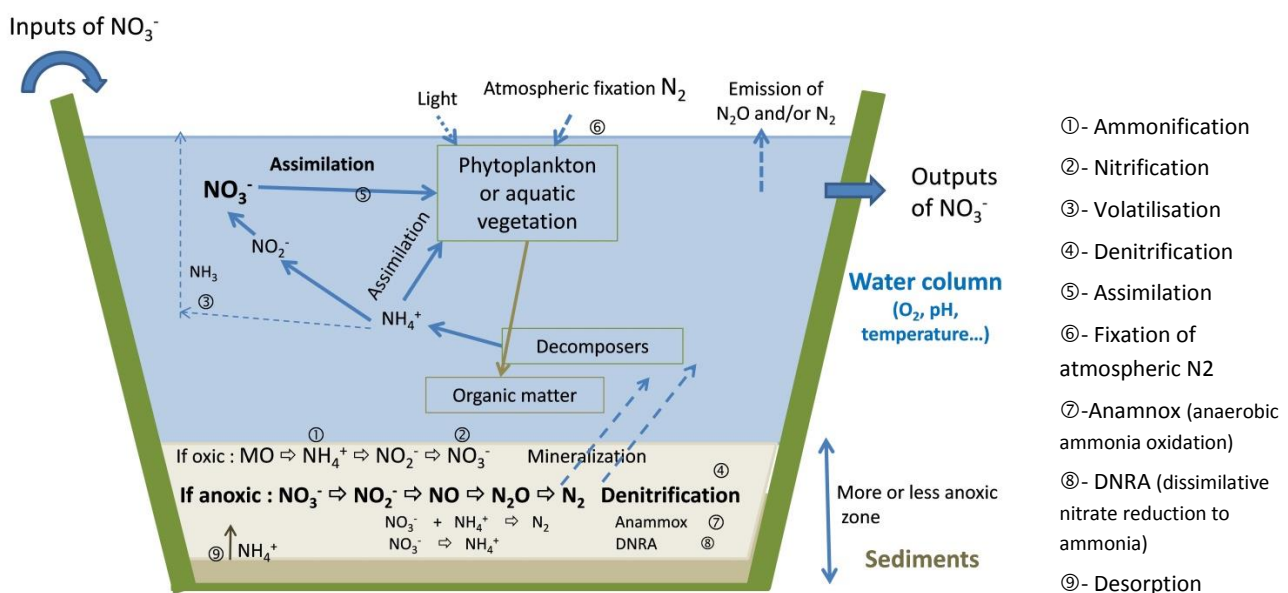 Inputs of NO₃⁻
Light
Atmospheric fixation N₂
⑥
Emission of
N₂O and/or N₂
Assimilation
NO₃⁻
⑤
Phytoplankton
or aquatic
vegetation
Outputs
of NO₃⁻
NO₂⁻
Assimilation
NH₃
③
NH₄⁺
Water column
(O₂, pH,
temperature...)
Decomposers
Organic matter
① ②
If oxic : MO ⇨ NH₄⁺ ⇨ NO₂⁻ ⇨ NO₃⁻ Mineralization
④
If anoxic : NO₃⁻ ⇨ NO₂⁻ ⇨ NO ⇨ N₂O ⇨ N₂ Denitrification
NO₃⁻ + NH₄⁺ ⇨ N₂ Anammox ⑦
NO₃⁻ ⇨ NH₄⁺ DNRA ⑧
⑨ NH₄⁺
More or less anoxic
zone
Sediments
①- Ammonification
②- Nitrification
③- Volatilisation
④- Denitrification
⑤- Assimilation
⑥- Fixation of
atmospheric N2
⑦-Anamnox (anaerobic
ammonia oxidation)
⑧- DNRA (dissimilative
nitrate reduction to
ammonia)
⑨- Desorption